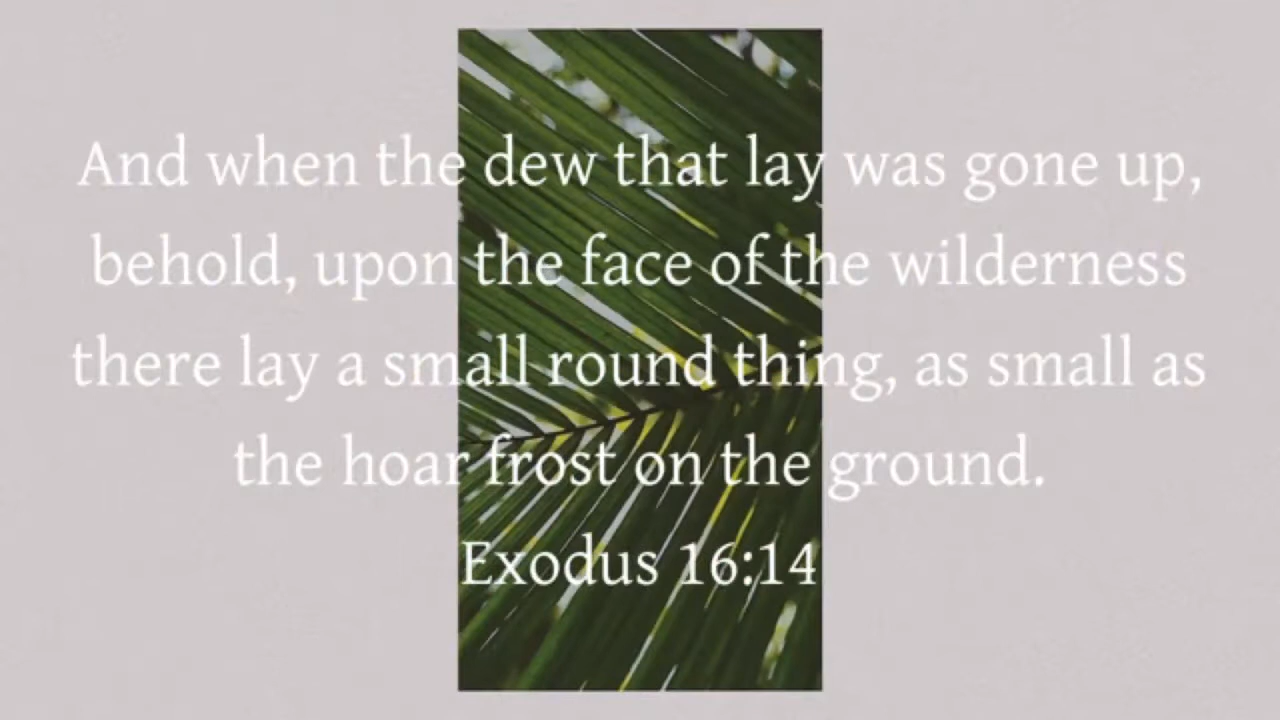 And when the dew that lay was gone up,
behold, upon the face of the wilderness
there lay a small round thing, as small as
the hoar frost on the ground.
Exodus 16:14